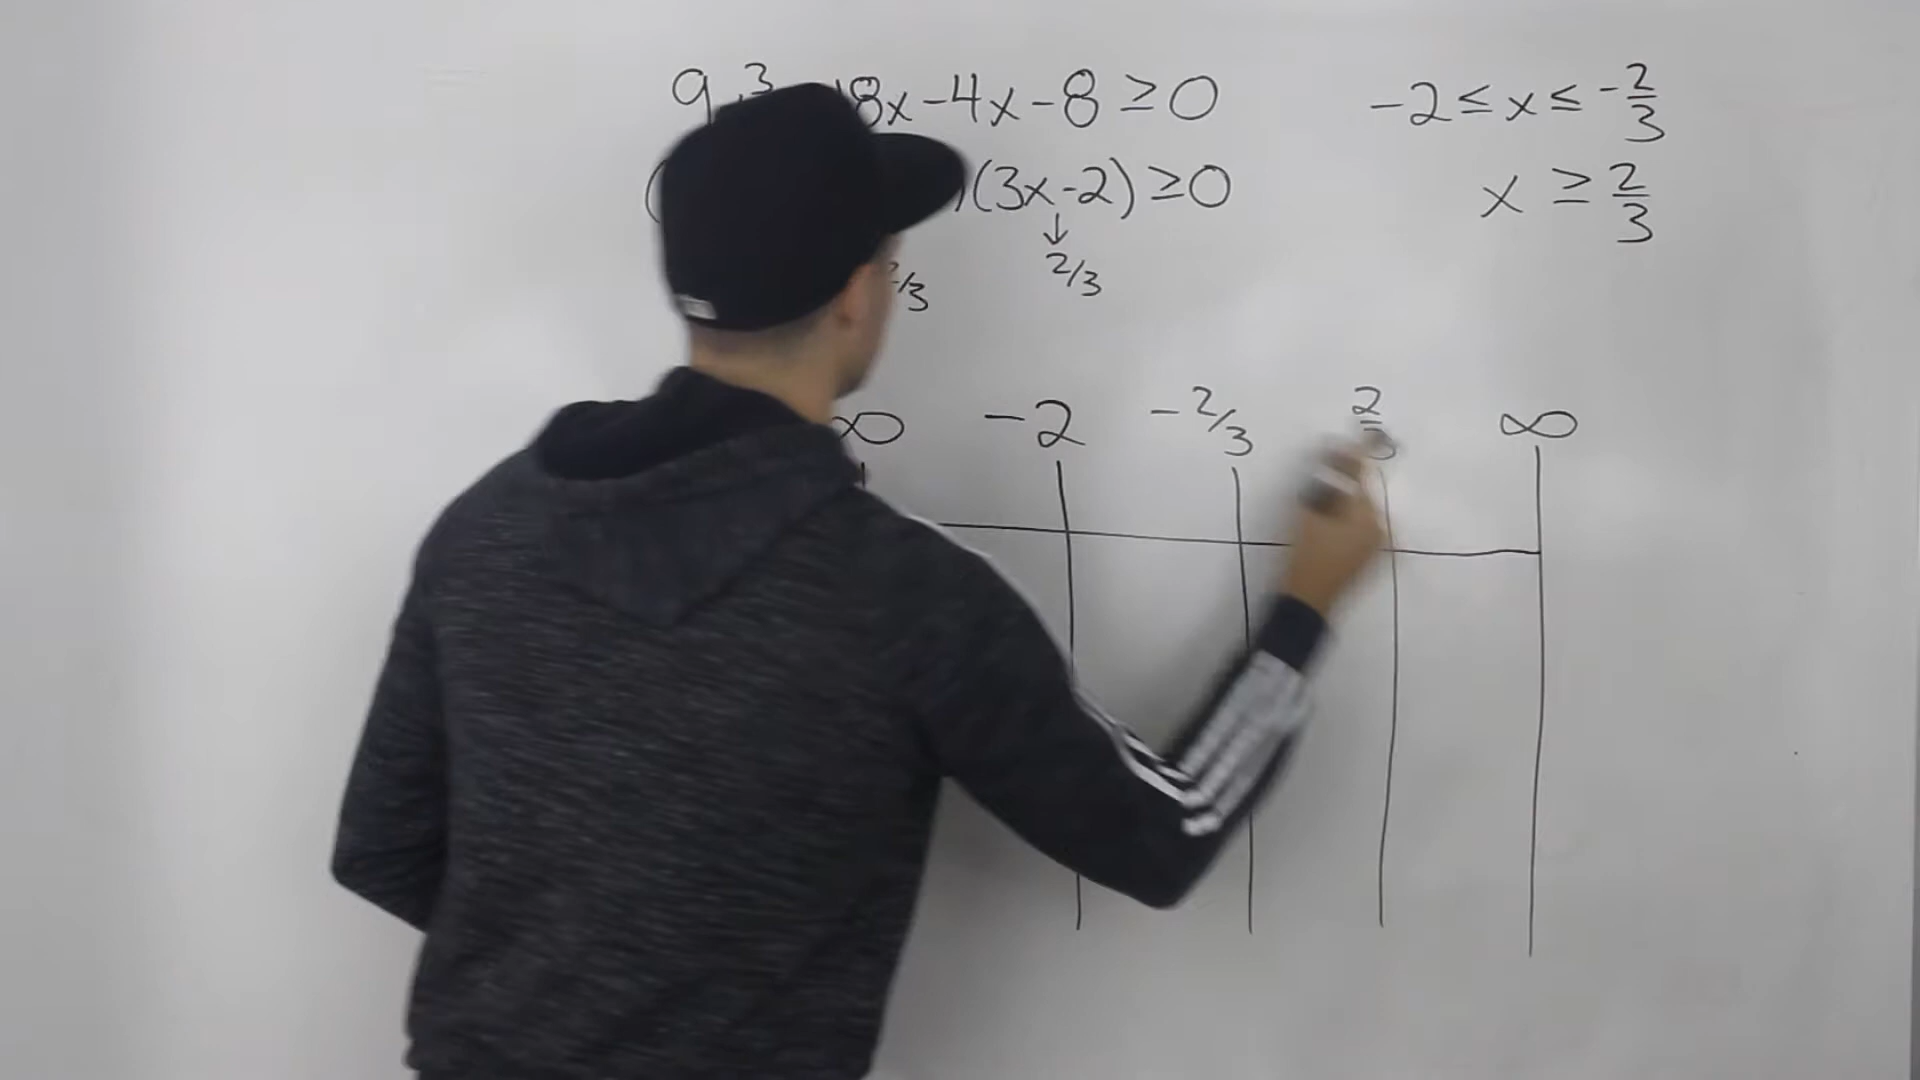 9 ³ 8x-4x-8 ≥0
(3x-2) ≥0
↓
/3 2/3
-2 ≤ x ≤ -2/3
x ≥ 2/3
∞ -2 -2/3 2/3 ∞